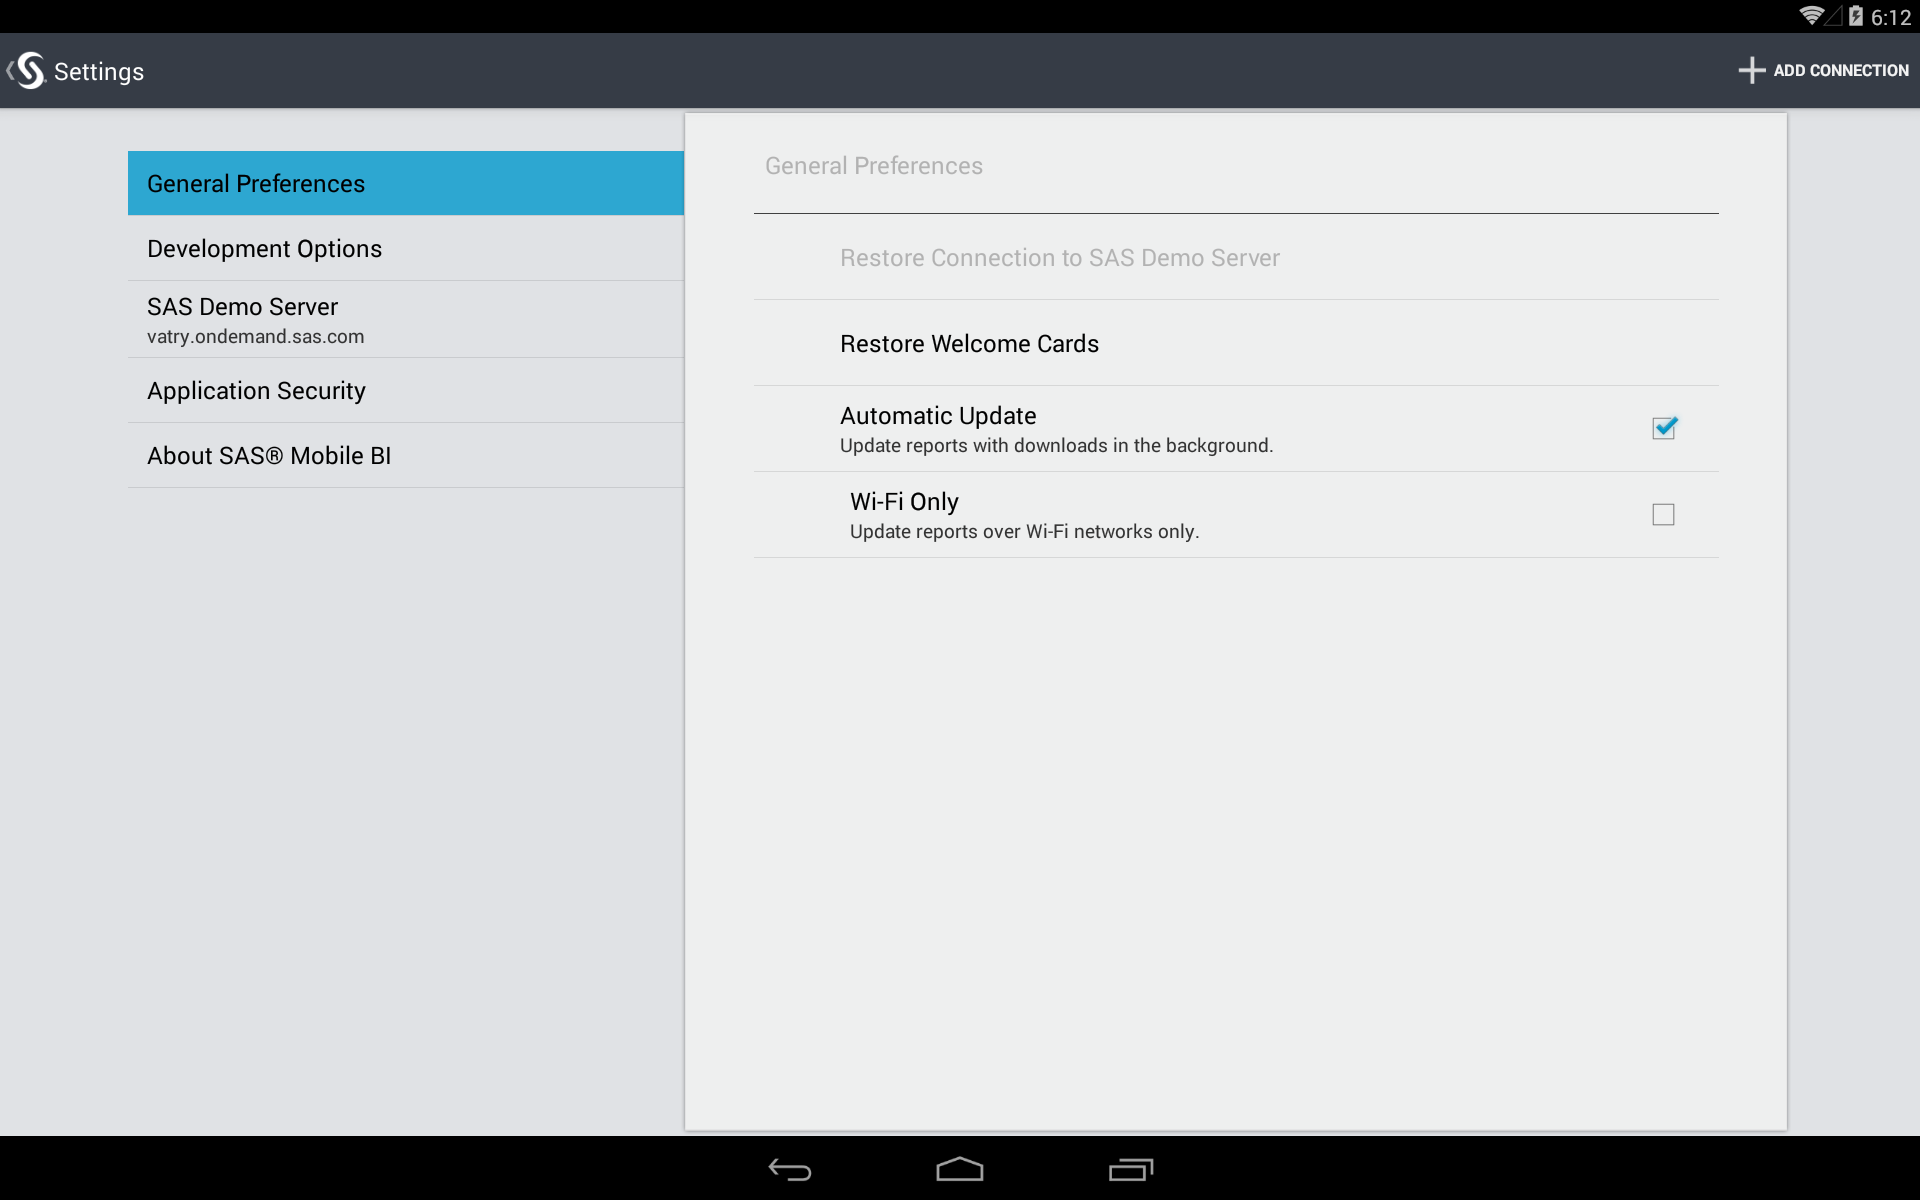 6:12
Settings
ADD CONNECTION
General Preferences
Development Options
SAS Demo Server
vatry.ondemand.sas.com
Application Security
About SAS® Mobile BI
General Preferences
Restore Connection to SAS Demo Server
Restore Welcome Cards
Automatic Update
Update reports with downloads in the background.
Wi-Fi Only
Update reports over Wi-Fi networks only.